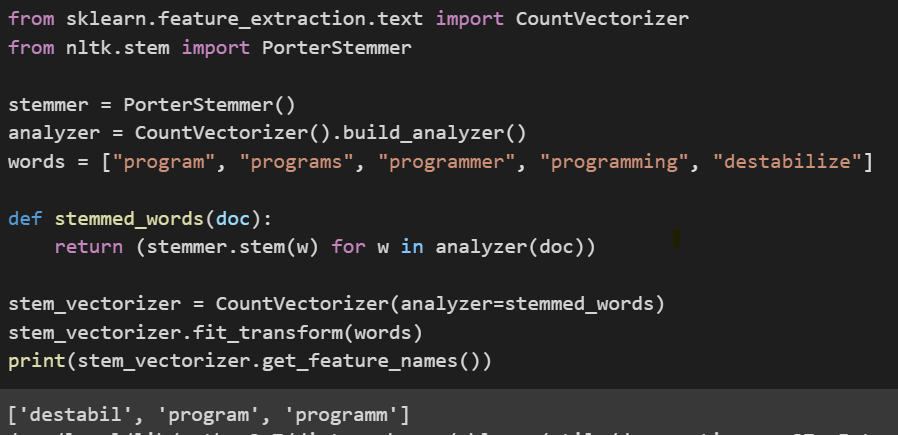 from sklearn.feature_extraction.text import CountVectorizer
from nltk.stem import PorterStemmer
stemmer = PorterStemmer()
analyzer = CountVectorizer().build_analyzer()
words = ["program", "programs", "programmer", "programming", "destabilize"]
def stemmed_words(doc):
    return (stemmer.stem(w) for w in analyzer(doc))
stem_vectorizer = CountVectorizer(analyzer=stemmed_words)
stem_vectorizer.fit_transform(words)
print(stem_vectorizer.get_feature_names())
['destabil', 'program', 'programm']